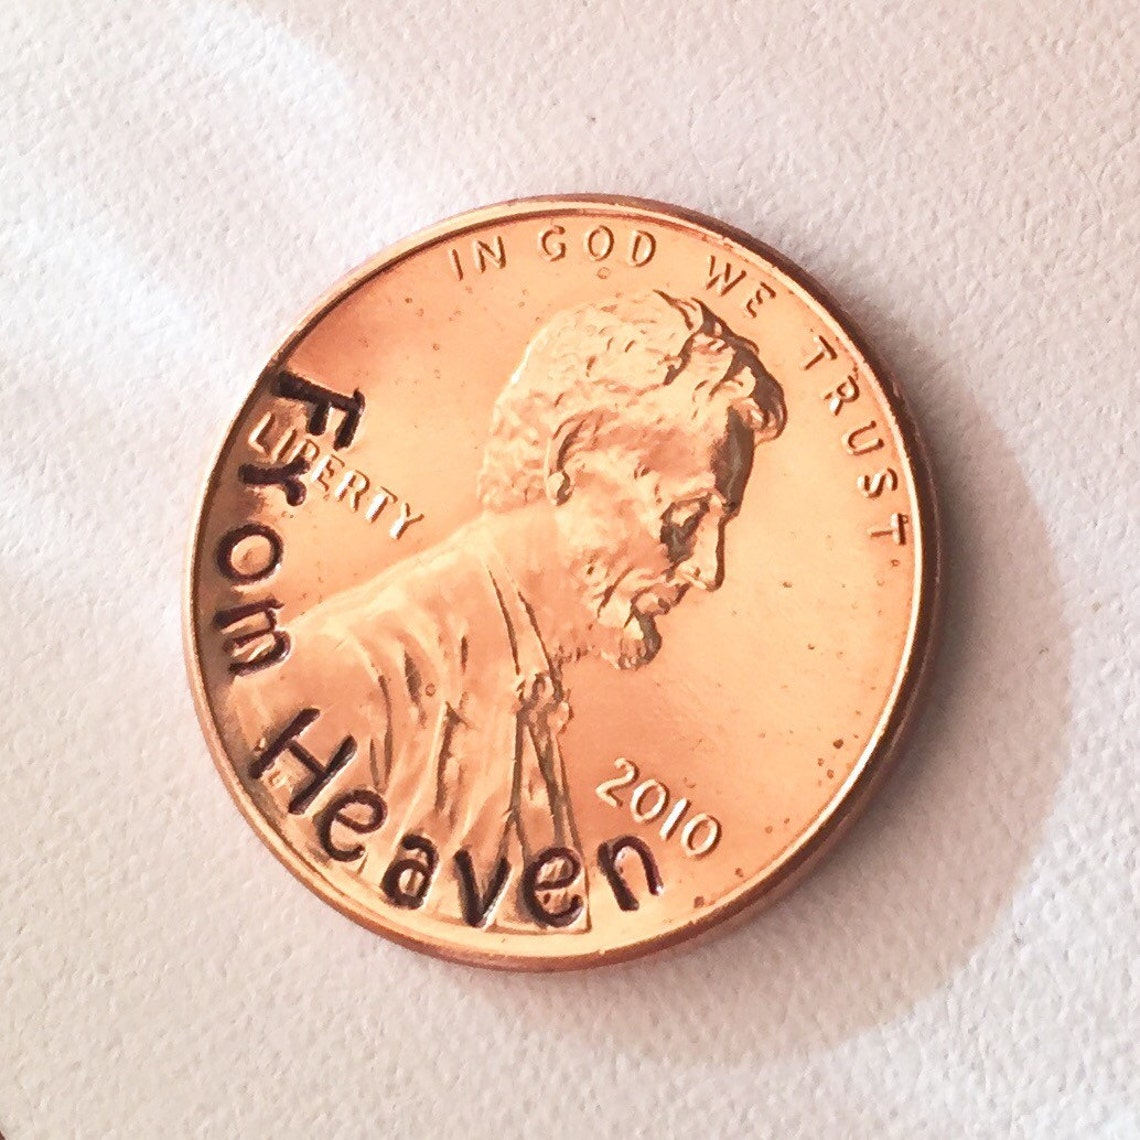 IN GOD WE TRUST
LIBERTY
2010
From Heaven